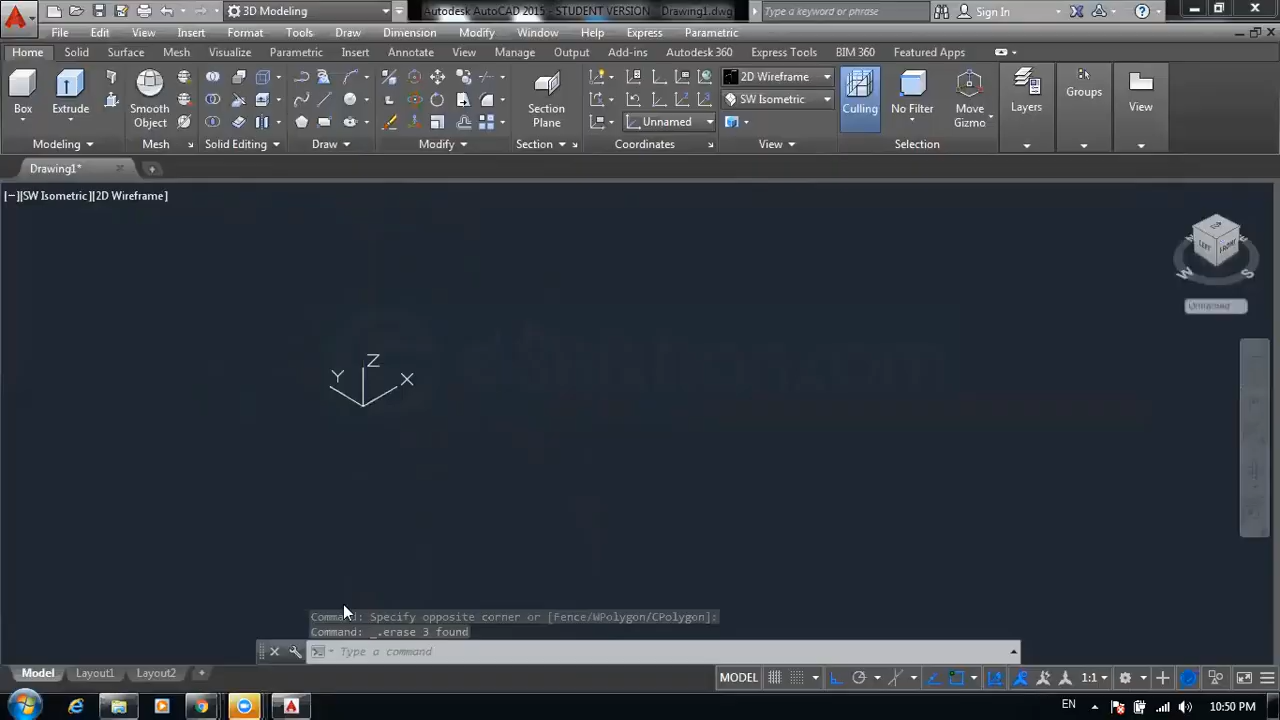 3D Modeling
Autodesk AutoCAD 2015 - STUDENT VERSION Drawing1.dwg
Type a keyword or phrase
Sign In
File Edit View Insert Format Tools Draw Dimension Modify Window Help Express Parametric
Home Solid Surface Mesh Visualize Parametric Insert Annotate View Manage Output Add-ins Autodesk 360 Express Tools BIM 360 Featured Apps
2D Wireframe
SW Isometric
Unnamed
Box Extrude Smooth Object Section Plane Culling No Filter Move Gizmo Layers Groups View
Modeling Mesh Solid Editing Draw Modify Section Coordinates View Selection
Drawing1*
[−][SW Isometric][2D Wireframe]
LEFT FRONT
W S
Unnamed
Z
Y X
Command: Specify opposite corner or [Fence/WPolygon/CPolygon]:
Command: _.erase 3 found
Type a command
Model Layout1 Layout2
MODEL 1:1
EN 10:50 PM